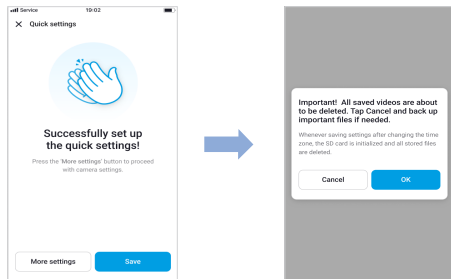 Service 19:02
Quick settings
Successfully set up
the quick settings!
Press the 'More settings' button to proceed
with camera settings.
More settings Save
Important! All saved videos are about
to be deleted. Tap Cancel and back up
important files if needed.
Whenever saving settings after changing the time
zone, the SD card is initialized and all stored files
are deleted.
Cancel OK